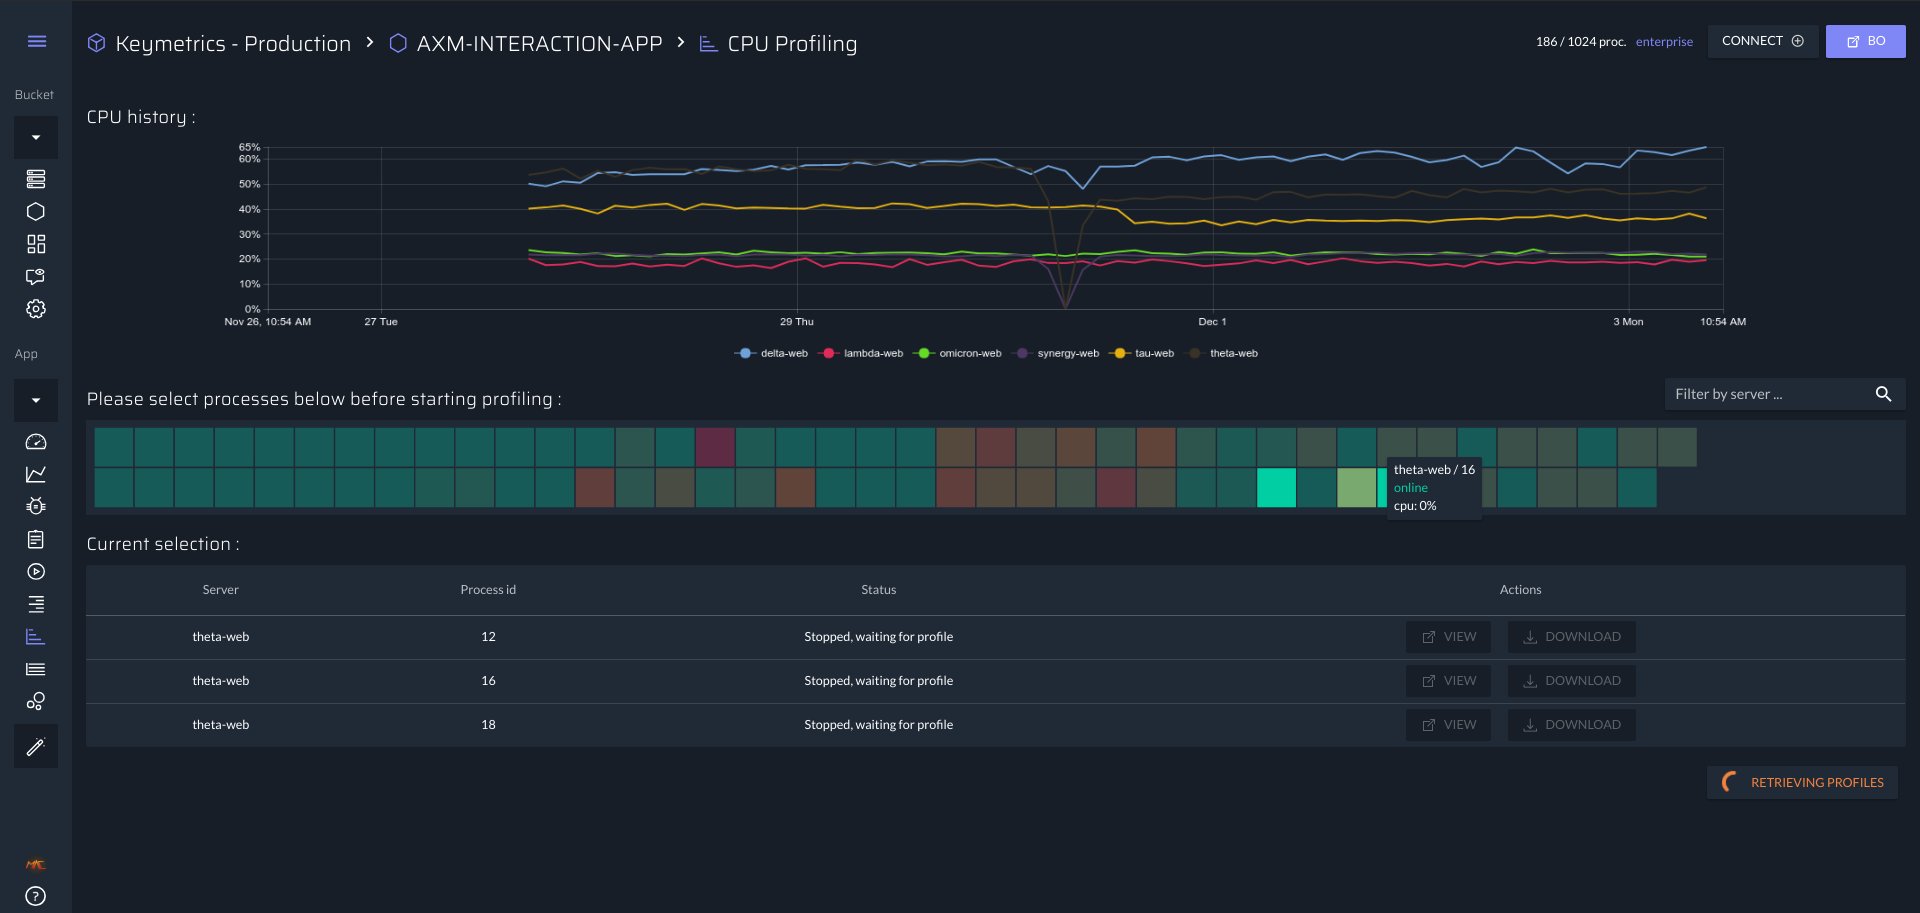 Keymetrics - Production > AXM-INTERACTION-APP > CPU Profiling
186 / 1024 proc. enterprise CONNECT BO
Bucket
App
CPU history :
65%
60%
50%
40%
30%
20%
10%
0%
Nov 26, 10:54 AM 27 Tue 29 Thu Dec 1 3 Mon 10:54 AM
delta-web lambda-web omicron-web synergy-web tau-web theta-web
Please select processes below before starting profiling :
Filter by server ...
theta-web / 16
online
cpu: 0%
Current selection :
Server Process id Status Actions
theta-web 12 Stopped, waiting for profile VIEW DOWNLOAD
theta-web 16 Stopped, waiting for profile VIEW DOWNLOAD
theta-web 18 Stopped, waiting for profile VIEW DOWNLOAD
RETRIEVING PROFILES
?